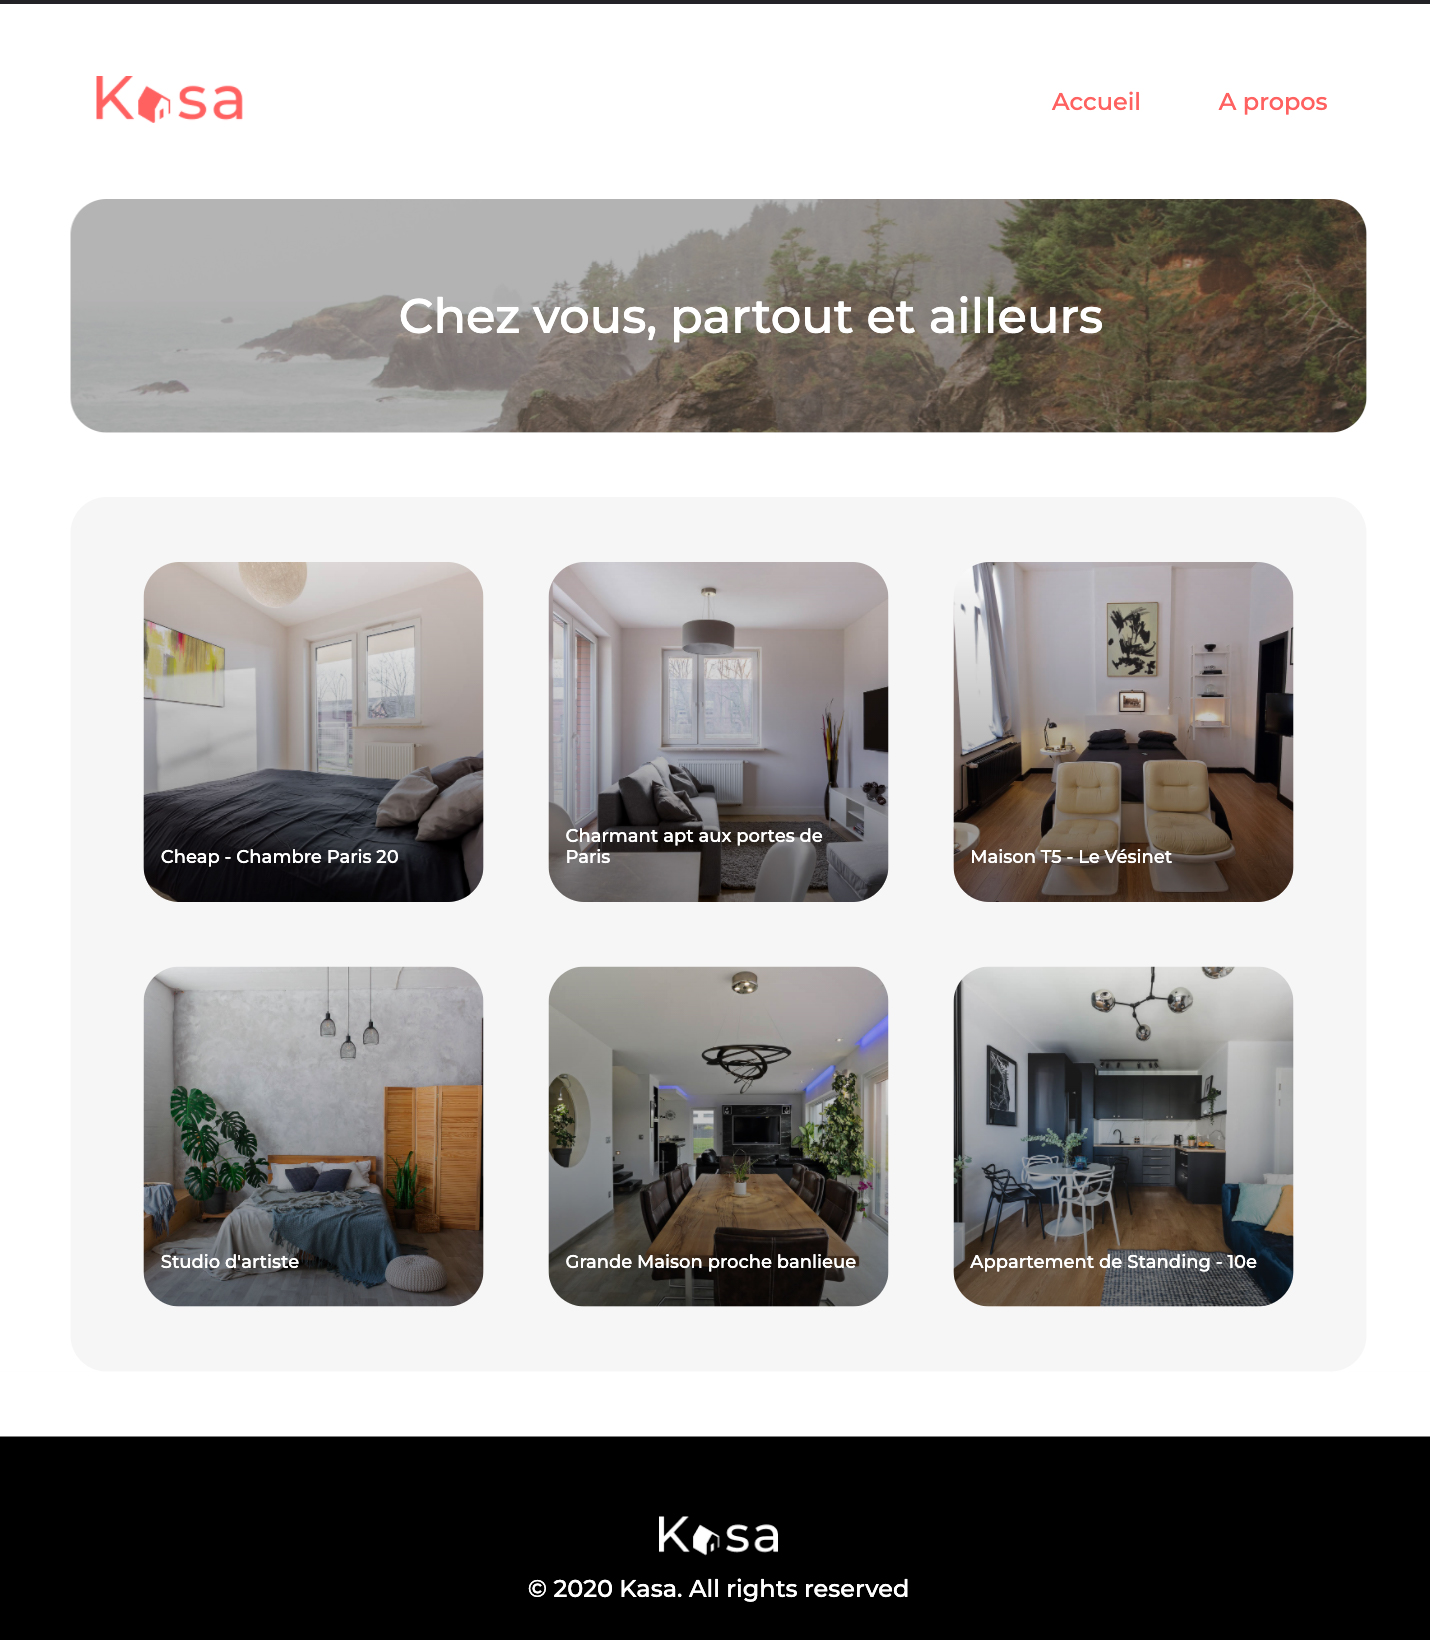 Kasa
Accueil
A propos
Chez vous, partout et ailleurs
Cheap - Chambre Paris 20
Charmant apt aux portes de
Paris
Maison T5 - Le Vésinet
Studio d'artiste
Grande Maison proche banlieue
Appartement de Standing - 10e
Kasa
© 2020 Kasa. All rights reserved